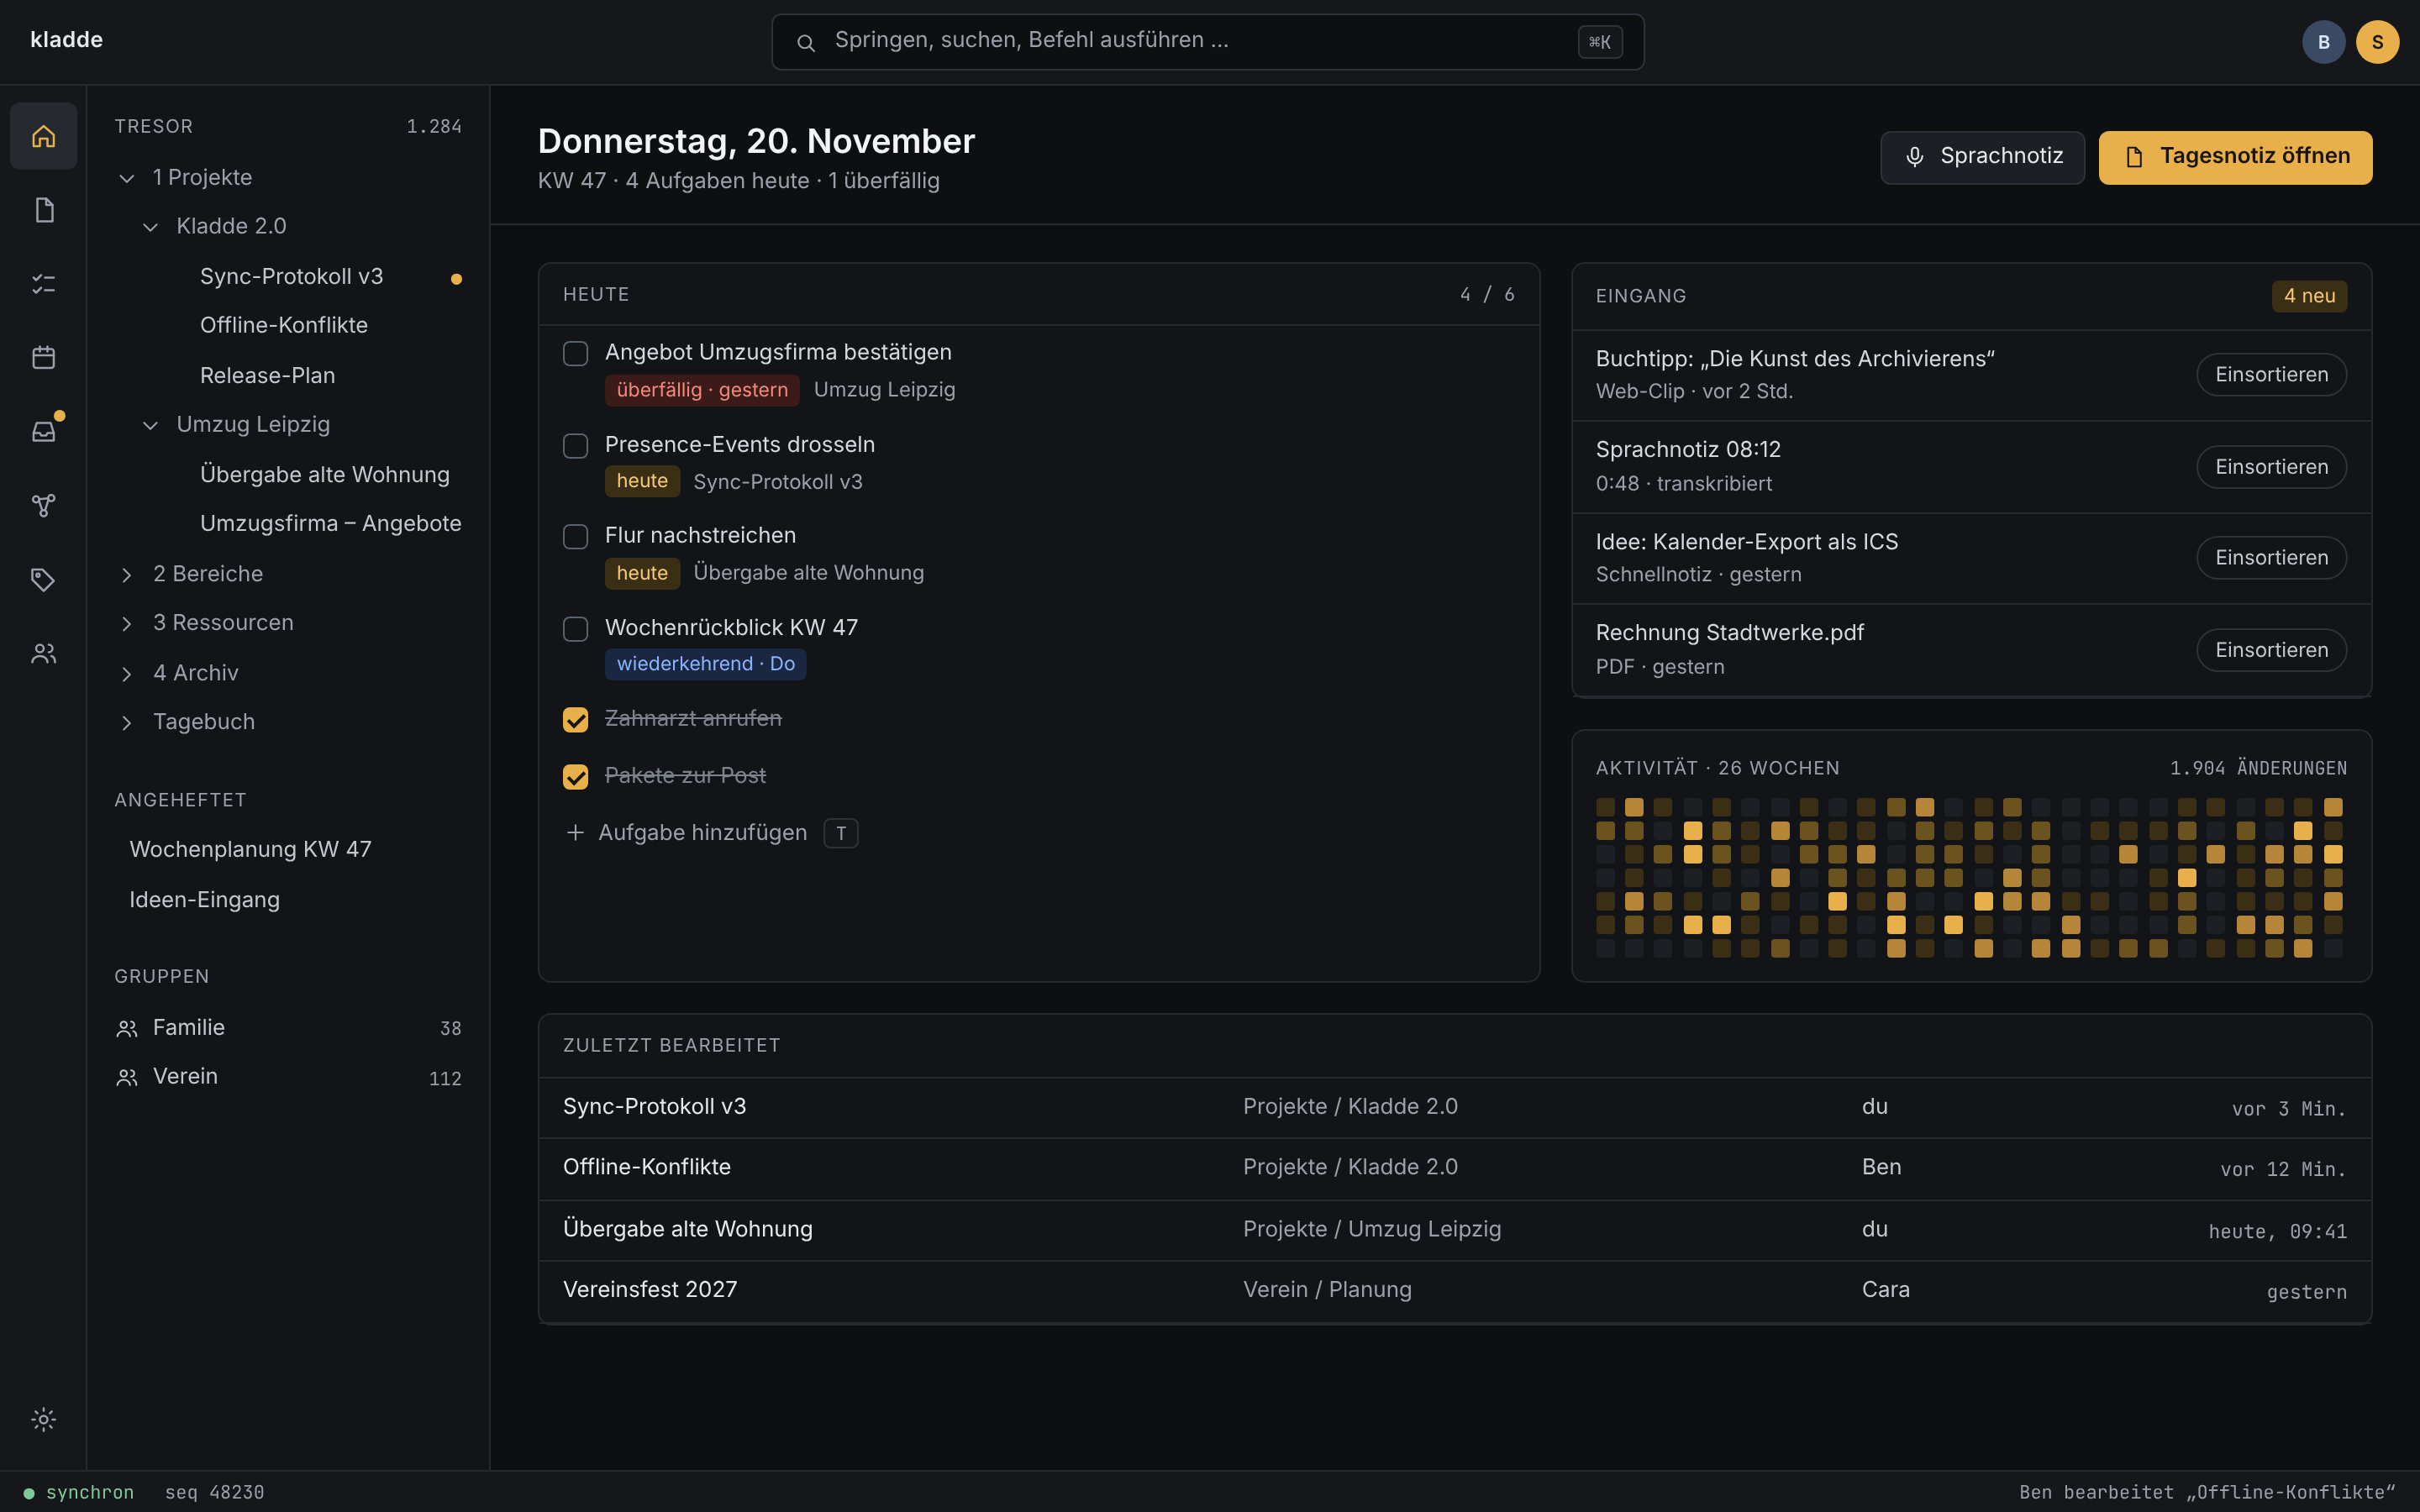 kladde
Springen, suchen, Befehl ausführen …
⌘K
B
S
TRESOR 1.284
1 Projekte
Kladde 2.0
Sync-Protokoll v3
Offline-Konflikte
Release-Plan
Umzug Leipzig
Übergabe alte Wohnung
Umzugsfirma – Angebote
2 Bereiche
3 Ressourcen
4 Archiv
Tagebuch
ANGEHEFTET
Wochenplanung KW 47
Ideen-Eingang
GRUPPEN
Familie 38
Verein 112
Donnerstag, 20. November
KW 47 · 4 Aufgaben heute · 1 überfällig
Sprachnotiz
Tagesnotiz öffnen
HEUTE 4 / 6
Angebot Umzugsfirma bestätigen
überfällig · gestern Umzug Leipzig
Presence-Events drosseln
heute Sync-Protokoll v3
Flur nachstreichen
heute Übergabe alte Wohnung
Wochenrückblick KW 47
wiederkehrend · Do
Zahnarzt anrufen
Pakete zur Post
Aufgabe hinzufügen T
EINGANG 4 neu
Buchtipp: „Die Kunst des Archivierens“
Web-Clip · vor 2 Std.
Einsortieren
Sprachnotiz 08:12
0:48 · transkribiert
Einsortieren
Idee: Kalender-Export als ICS
Schnellnotiz · gestern
Einsortieren
Rechnung Stadtwerke.pdf
PDF · gestern
Einsortieren
AKTIVITÄT · 26 WOCHEN 1.904 ÄNDERUNGEN
ZULETZT BEARBEITET
Sync-Protokoll v3 Projekte / Kladde 2.0 du vor 3 Min.
Offline-Konflikte Projekte / Kladde 2.0 Ben vor 12 Min.
Übergabe alte Wohnung Projekte / Umzug Leipzig du heute, 09:41
Vereinsfest 2027 Verein / Planung Cara gestern
synchron seq 48230
Ben bearbeitet „Offline-Konflikte“